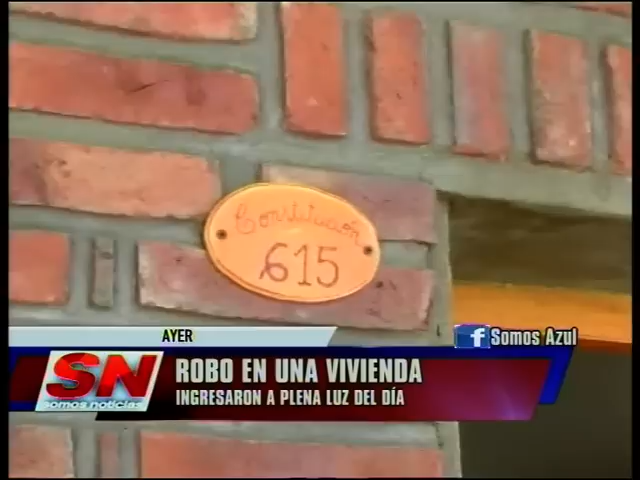 Constitución
615
AYER
f Somos Azul
SN
somos noticias
ROBO EN UNA VIVIENDA
INGRESARON A PLENA LUZ DEL DÍA